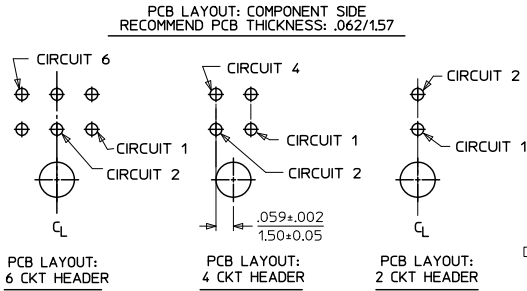 PCB LAYOUT: COMPONENT SIDE
RECOMMEND PCB THICKNESS: .062/1.57
CIRCUIT 6
CIRCUIT 1
CIRCUIT 2
CL
PCB LAYOUT:
6 CKT HEADER
CIRCUIT 4
CIRCUIT 1
CIRCUIT 2
.059±.002
1.50±0.05
PCB LAYOUT:
4 CKT HEADER
CIRCUIT 2
CIRCUIT 1
CL
PCB LAYOUT:
2 CKT HEADER